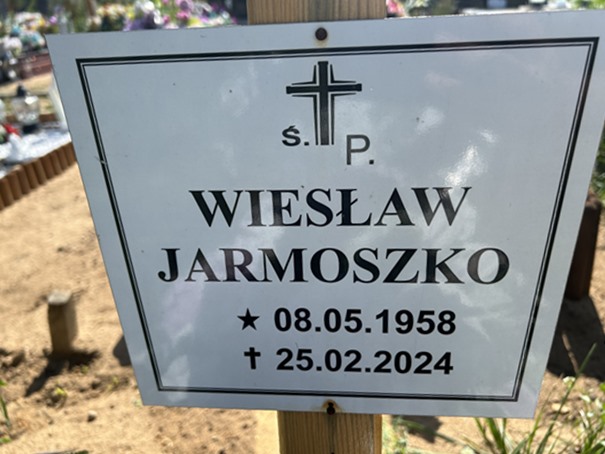 Ś. P.
WIESŁAW
JARMOSZKO
★ 08.05.1958
✝ 25.02.2024